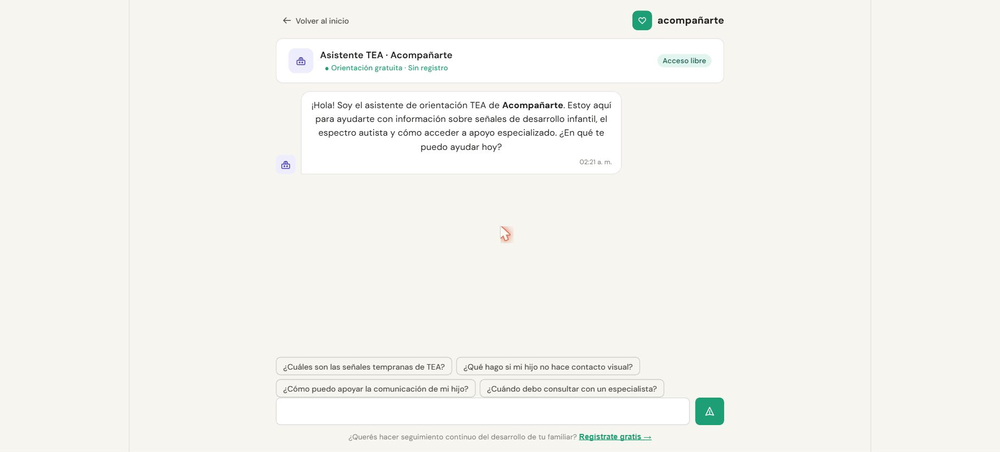 Volver al inicio
acompañarte
Asistente TEA · Acompañarte
● Orientación gratuita · Sin registro
Acceso libre
¡Hola! Soy el asistente de orientación TEA de Acompañarte. Estoy aquí
para ayudarte con información sobre señales de desarrollo infantil, el
espectro autista y cómo acceder a apoyo especializado. ¿En qué te
puedo ayudar hoy?
02:21 a. m.
¿Cuáles son las señales tempranas de TEA?
¿Qué hago si mi hijo no hace contacto visual?
¿Cómo puedo apoyar la comunicación de mi hijo?
¿Cuándo debo consultar con un especialista?
¿Querés hacer seguimiento continuo del desarrollo de tu familiar? Registrate gratis →